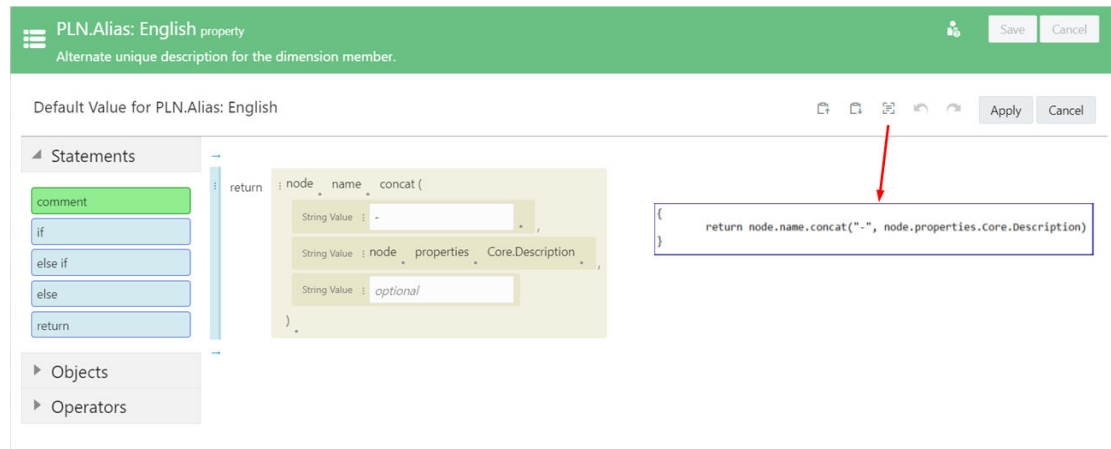 PLN.Alias: English property
Save
Cancel
Alternate unique description for the dimension member.
Default Value for PLN.Alias: English
Apply
Cancel
Statements
comment
if
else if
else
return
Objects
Operators
return
node . name . concat (
String Value : - . ,
String Value : node . properties . Core.Description . ,
String Value : optional
) .
{
return node.name.concat("-", node.properties.Core.Description)
}